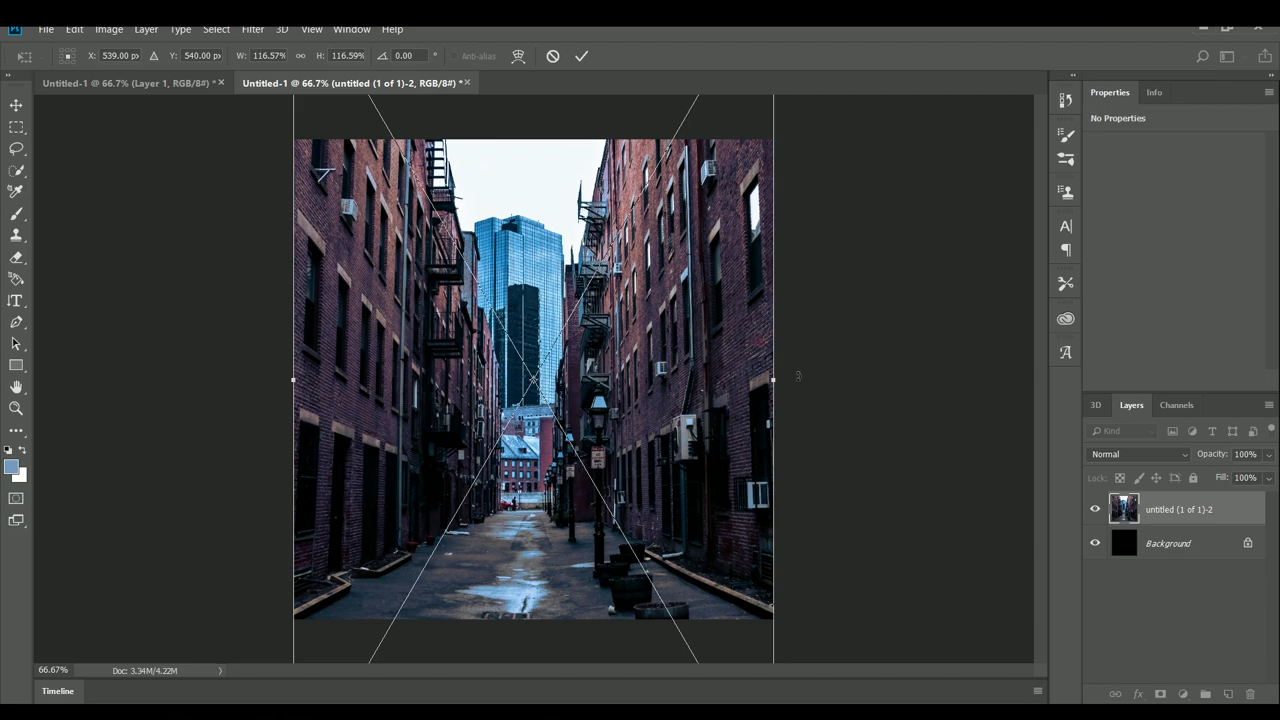 Ps File Edit Image Layer Type Select Filter 3D View Window Help
X: 539.00 px Y: 540.00 px W: 116.57% H: 116.59% 0.00 ° Anti-alias
Untitled-1 @ 66.7% (Layer 1, RGB/8#) * × Untitled-1 @ 66.7% (untitled (1 of 1)-2, RGB/8#) * ×
Properties Info
No Properties
3D Layers Channels
Kind
Normal Opacity: 100%
Lock: Fill: 100%
untitled (1 of 1)-2
Background
66.67% Doc: 3.34M/4.22M
Timeline